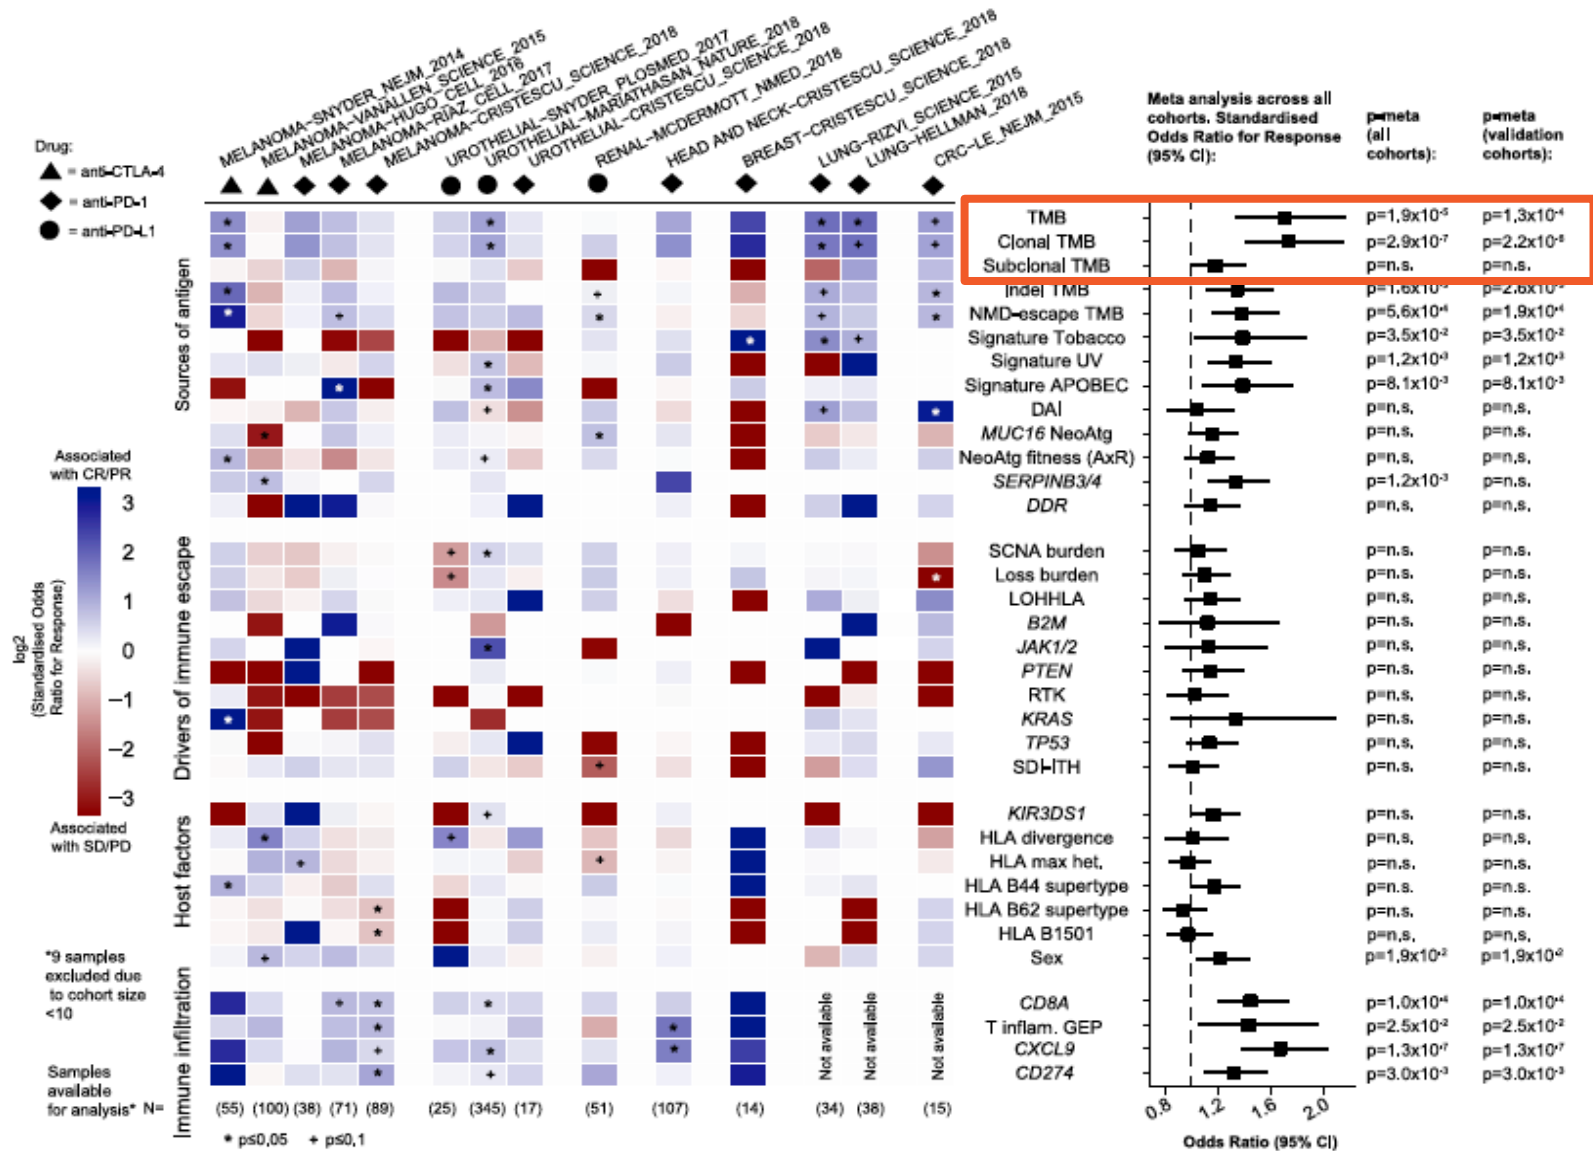 MELANOMA-SNYDER_NEJM_2014
MELANOMA-VANALLEN_SCIENCE_2015
MELANOMA-HUGO_CELL_2016
MELANOMA-RIAZ_CELL_2017
MELANOMA-CRISTESCU_SCIENCE_2018
UROTHELIAL-SNYDER_PLOSMED_2017
UROTHELIAL-MARIATHASAN_NATURE_2018
UROTHELIAL-CRISTESCU_SCIENCE_2018
RENAL-MCDERMOTT_NMED_2018
HEAD AND NECK-CRISTESCU_SCIENCE_2018
BREAST-CRISTESCU_SCIENCE_2018
LUNG-RIZVI_SCIENCE_2015
LUNG-HELLMAN_2018
CRC-LE_NEJM_2015
Drug:
▲ = anti-CTLA-4
◆ = anti-PD-1
● = anti-PD-L1
Meta analysis across all
cohorts. Standardised
Odds Ratio for Response
(95% CI):
p-meta
(all
cohorts):
p-meta
(validation
cohorts):
Sources of antigen
TMB p=1.9x10-5 p=1.3x10-4
Clonal TMB p=2.9x10-7 p=2.2x10-6
Subclonal TMB p=n.s. p=n.s.
Indel TMB p=1.6x10-3 p=2.6x10-3
NMD-escape TMB p=5.6x10-4 p=1.9x10-4
Signature Tobacco p=3.5x10-2 p=3.5x10-2
Signature UV p=1.2x10-3 p=1.2x10-3
Signature APOBEC p=8.1x10-3 p=8.1x10-3
DAI p=n.s. p=n.s.
MUC16 NeoAtg p=n.s. p=n.s.
NeoAtg fitness (AxR) p=n.s. p=n.s.
SERPINB3/4 p=1.2x10-3 p=n.s.
DDR p=n.s. p=n.s.
Drivers of immune escape
SCNA burden p=n.s. p=n.s.
Loss burden p=n.s. p=n.s.
LOHHLA p=n.s. p=n.s.
B2M p=n.s. p=n.s.
JAK1/2 p=n.s. p=n.s.
PTEN p=n.s. p=n.s.
RTK p=n.s. p=n.s.
KRAS p=n.s. p=n.s.
TP53 p=n.s. p=n.s.
SDI-ITH p=n.s. p=n.s.
Host factors
KIR3DS1 p=n.s. p=n.s.
HLA divergence p=n.s. p=n.s.
HLA max het. p=n.s. p=n.s.
HLA B44 supertype p=n.s. p=n.s.
HLA B62 supertype p=n.s. p=n.s.
HLA B1501 p=n.s. p=n.s.
Sex p=1.9x10-2 p=1.9x10-2
Immune infiltration
CD8A p=1.0x10-4 p=1.0x10-4
T inflam. GEP p=2.5x10-2 p=2.5x10-2
CXCL9 p=1.3x10-7 p=1.3x10-7
CD274 p=3.0x10-3 p=3.0x10-3
Not available
Not available
Not available
Associated
with CR/PR
3
2
1
0
−1
−2
−3
log2
(Standardised Odds
Ratio for Response)
Associated
with SD/PD
*9 samples
excluded due
to cohort size
<10
Samples
available
for analysis* N=
(55) (100) (38) (71) (89) (25) (345) (17) (51) (107) (14) (34) (38) (15)
* p≤0.05 + p≤0.1
0.8 1.2 1.6 2.0
Odds Ratio (95% CI)